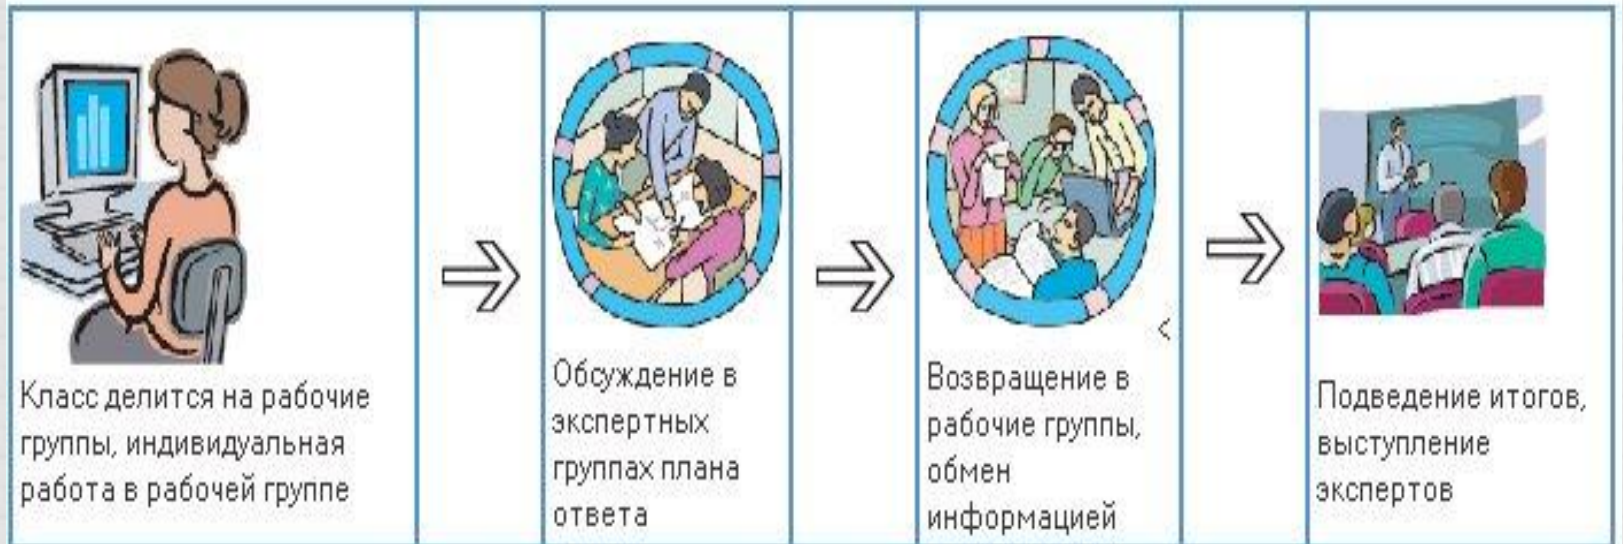 Класс делится на рабочие
группы, индивидуальная
работа в рабочей группе
Обсуждение в
экспертных
группах плана
ответа
<
Возвращение в
рабочие группы,
обмен
информацией
Подведение итогов,
выступление
экспертов